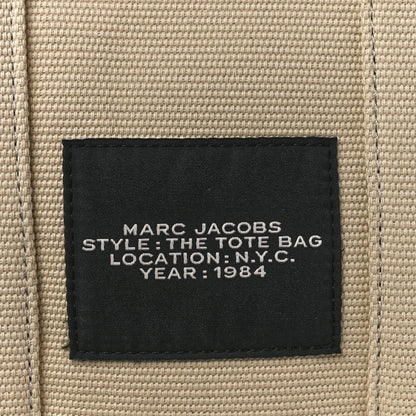 MARC JACOBS
STYLE : THE TOTE BAG
LOCATION : N.Y.C.
YEAR : 1984